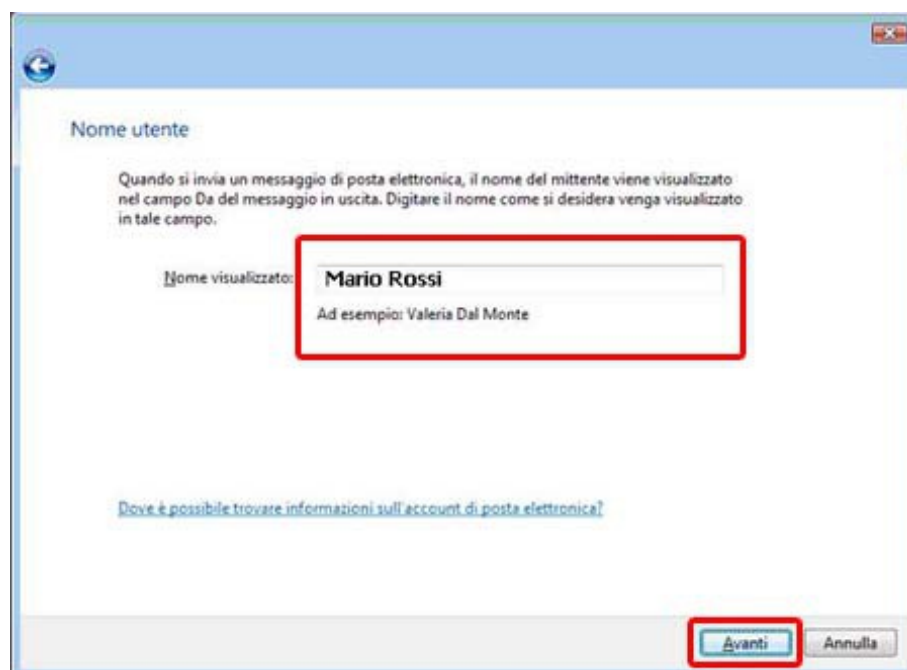 Nome utente
Quando si invia un messaggio di posta elettronica, il nome del mittente viene visualizzato
nel campo Da del messaggio in uscita. Digitare il nome come si desidera venga visualizzato
in tale campo.
Nome visualizzato: Mario Rossi
Ad esempio: Valeria Dal Monte
Dove è possibile trovare informazioni sull'account di posta elettronica?
Avanti Annulla